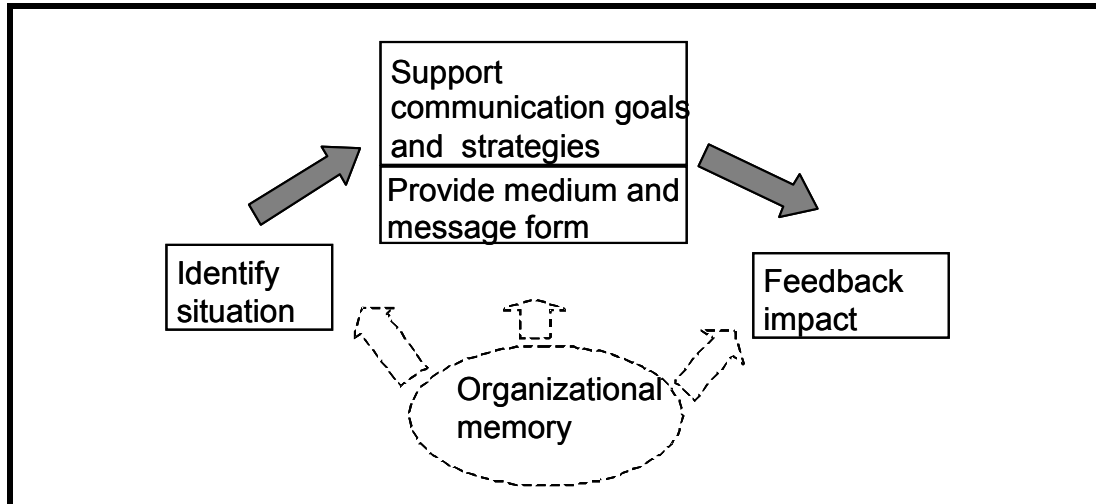 Support
communication goals
and strategies
Provide medium and
message form
Identify
situation
Feedback
impact
Organizational
memory